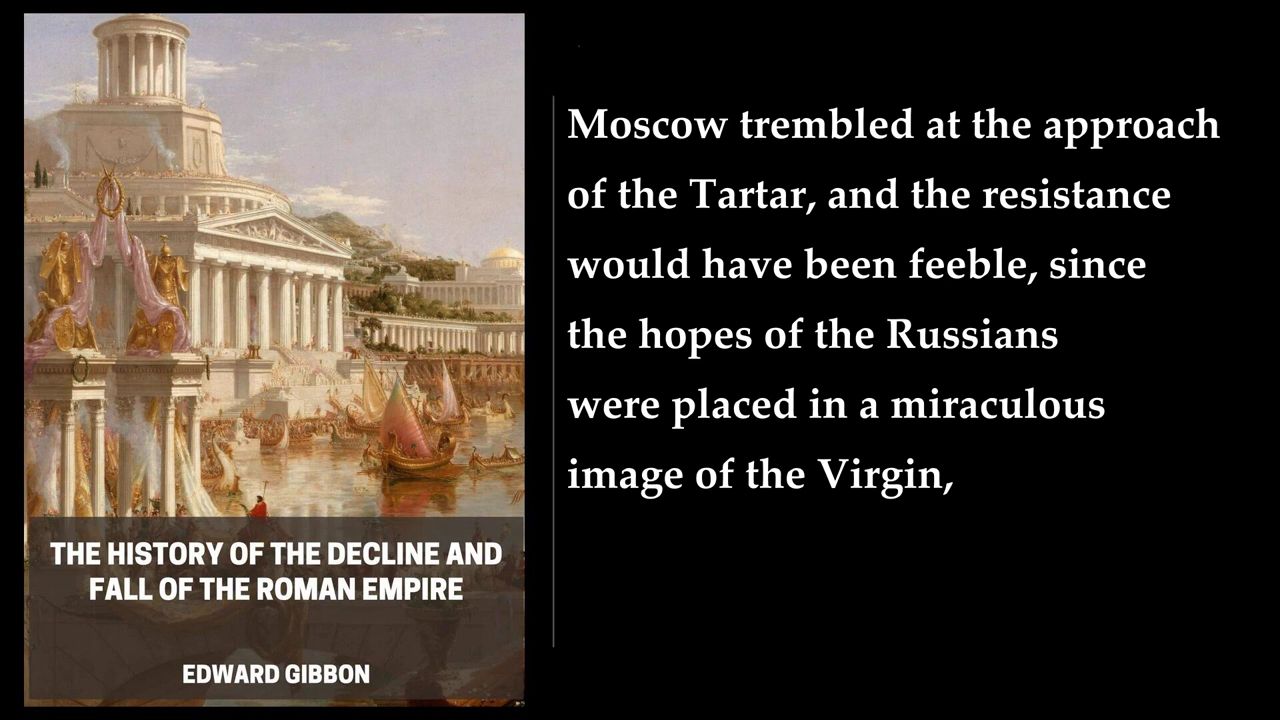 THE HISTORY OF THE DECLINE AND
FALL OF THE ROMAN EMPIRE
EDWARD GIBBON
Moscow trembled at the approach
of the Tartar, and the resistance
would have been feeble, since
the hopes of the Russians
were placed in a miraculous
image of the Virgin,